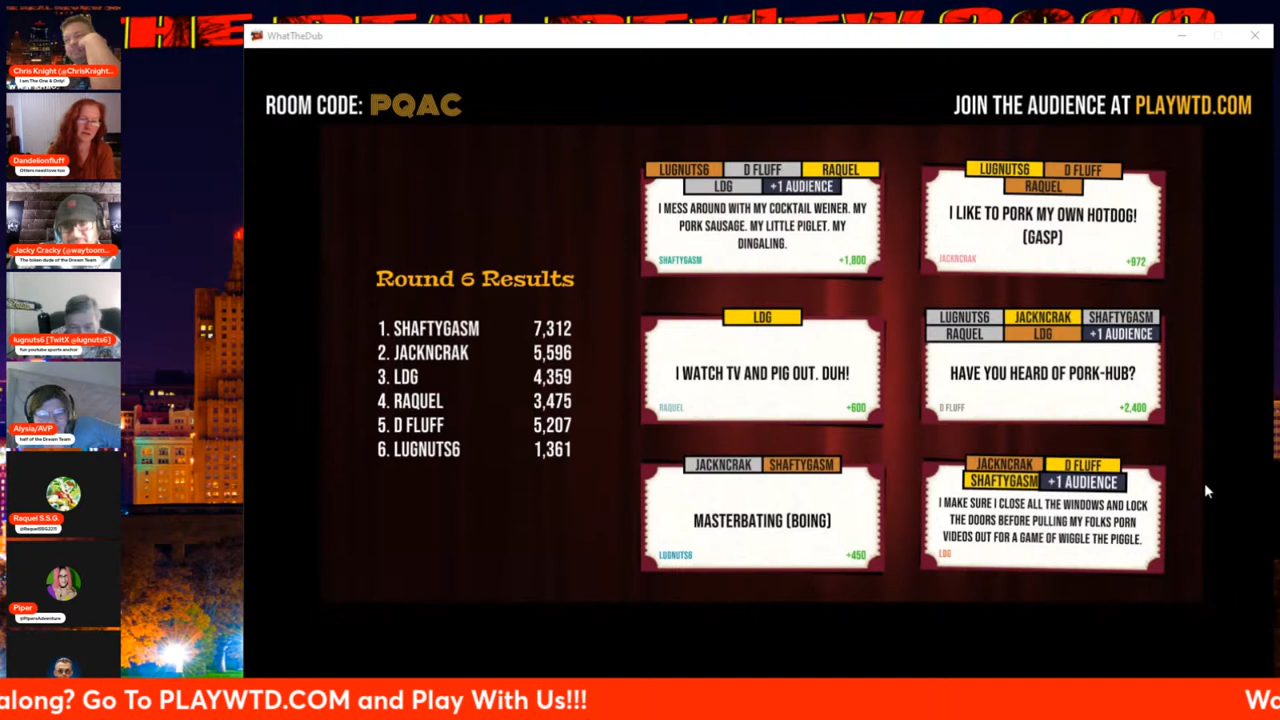 THE REAL REVIEW 2000
WhatTheDub
Chris Knight (@ChrisKnight...
I am The One & Only!
Dandelionfluff
Others need love too
Jacky Cracky (@waytoom...
The token dude of the Dream Team
lugnuts6 [TwitX @lugnuts6]
fun youtube sports anchor
Alysia/AVP
half of the Dream Team
Raquel S.S.G.
@RaquelSSG2211
Piper
@PipersAdventure
ROOM CODE: PQAC
JOIN THE AUDIENCE AT PLAYWTD.COM
Round 6 Results
1. SHAFTYGASM 7,312
2. JACKNCRAK 5,596
3. LDG 4,359
4. RAQUEL 3,475
5. D FLUFF 5,207
6. LUGNUTS6 1,361
LUGNUTS6 D FLUFF RAQUEL
LDG +1 AUDIENCE
I MESS AROUND WITH MY COCKTAIL WEINER. MY
PORK SAUSAGE. MY LITTLE PIGLET. MY
DINGALING.
SHAFTYGASM +1,800
LUGNUTS6 D FLUFF
RAQUEL
I LIKE TO PORK MY OWN HOTDOG!
(GASP)
JACKNCRAK +972
LDG
I WATCH TV AND PIG OUT. DUH!
RAQUEL +600
LUGNUTS6 JACKNCRAK SHAFTYGASM
RAQUEL LDG +1 AUDIENCE
HAVE YOU HEARD OF PORK-HUB?
D FLUFF +2,400
JACKNCRAK SHAFTYGASM
MASTERBATING (BOING)
LUGNUTS6 +450
JACKNCRAK D FLUFF
SHAFTYGASM +1 AUDIENCE
I MAKE SURE I CLOSE ALL THE WINDOWS AND LOCK
THE DOORS BEFORE PULLING MY FOLKS PORN
VIDEOS OUT FOR A GAME OF WIGGLE THE PIGGLE.
LDG
along? Go To PLAYWTD.COM and Play With Us!!!
Wa